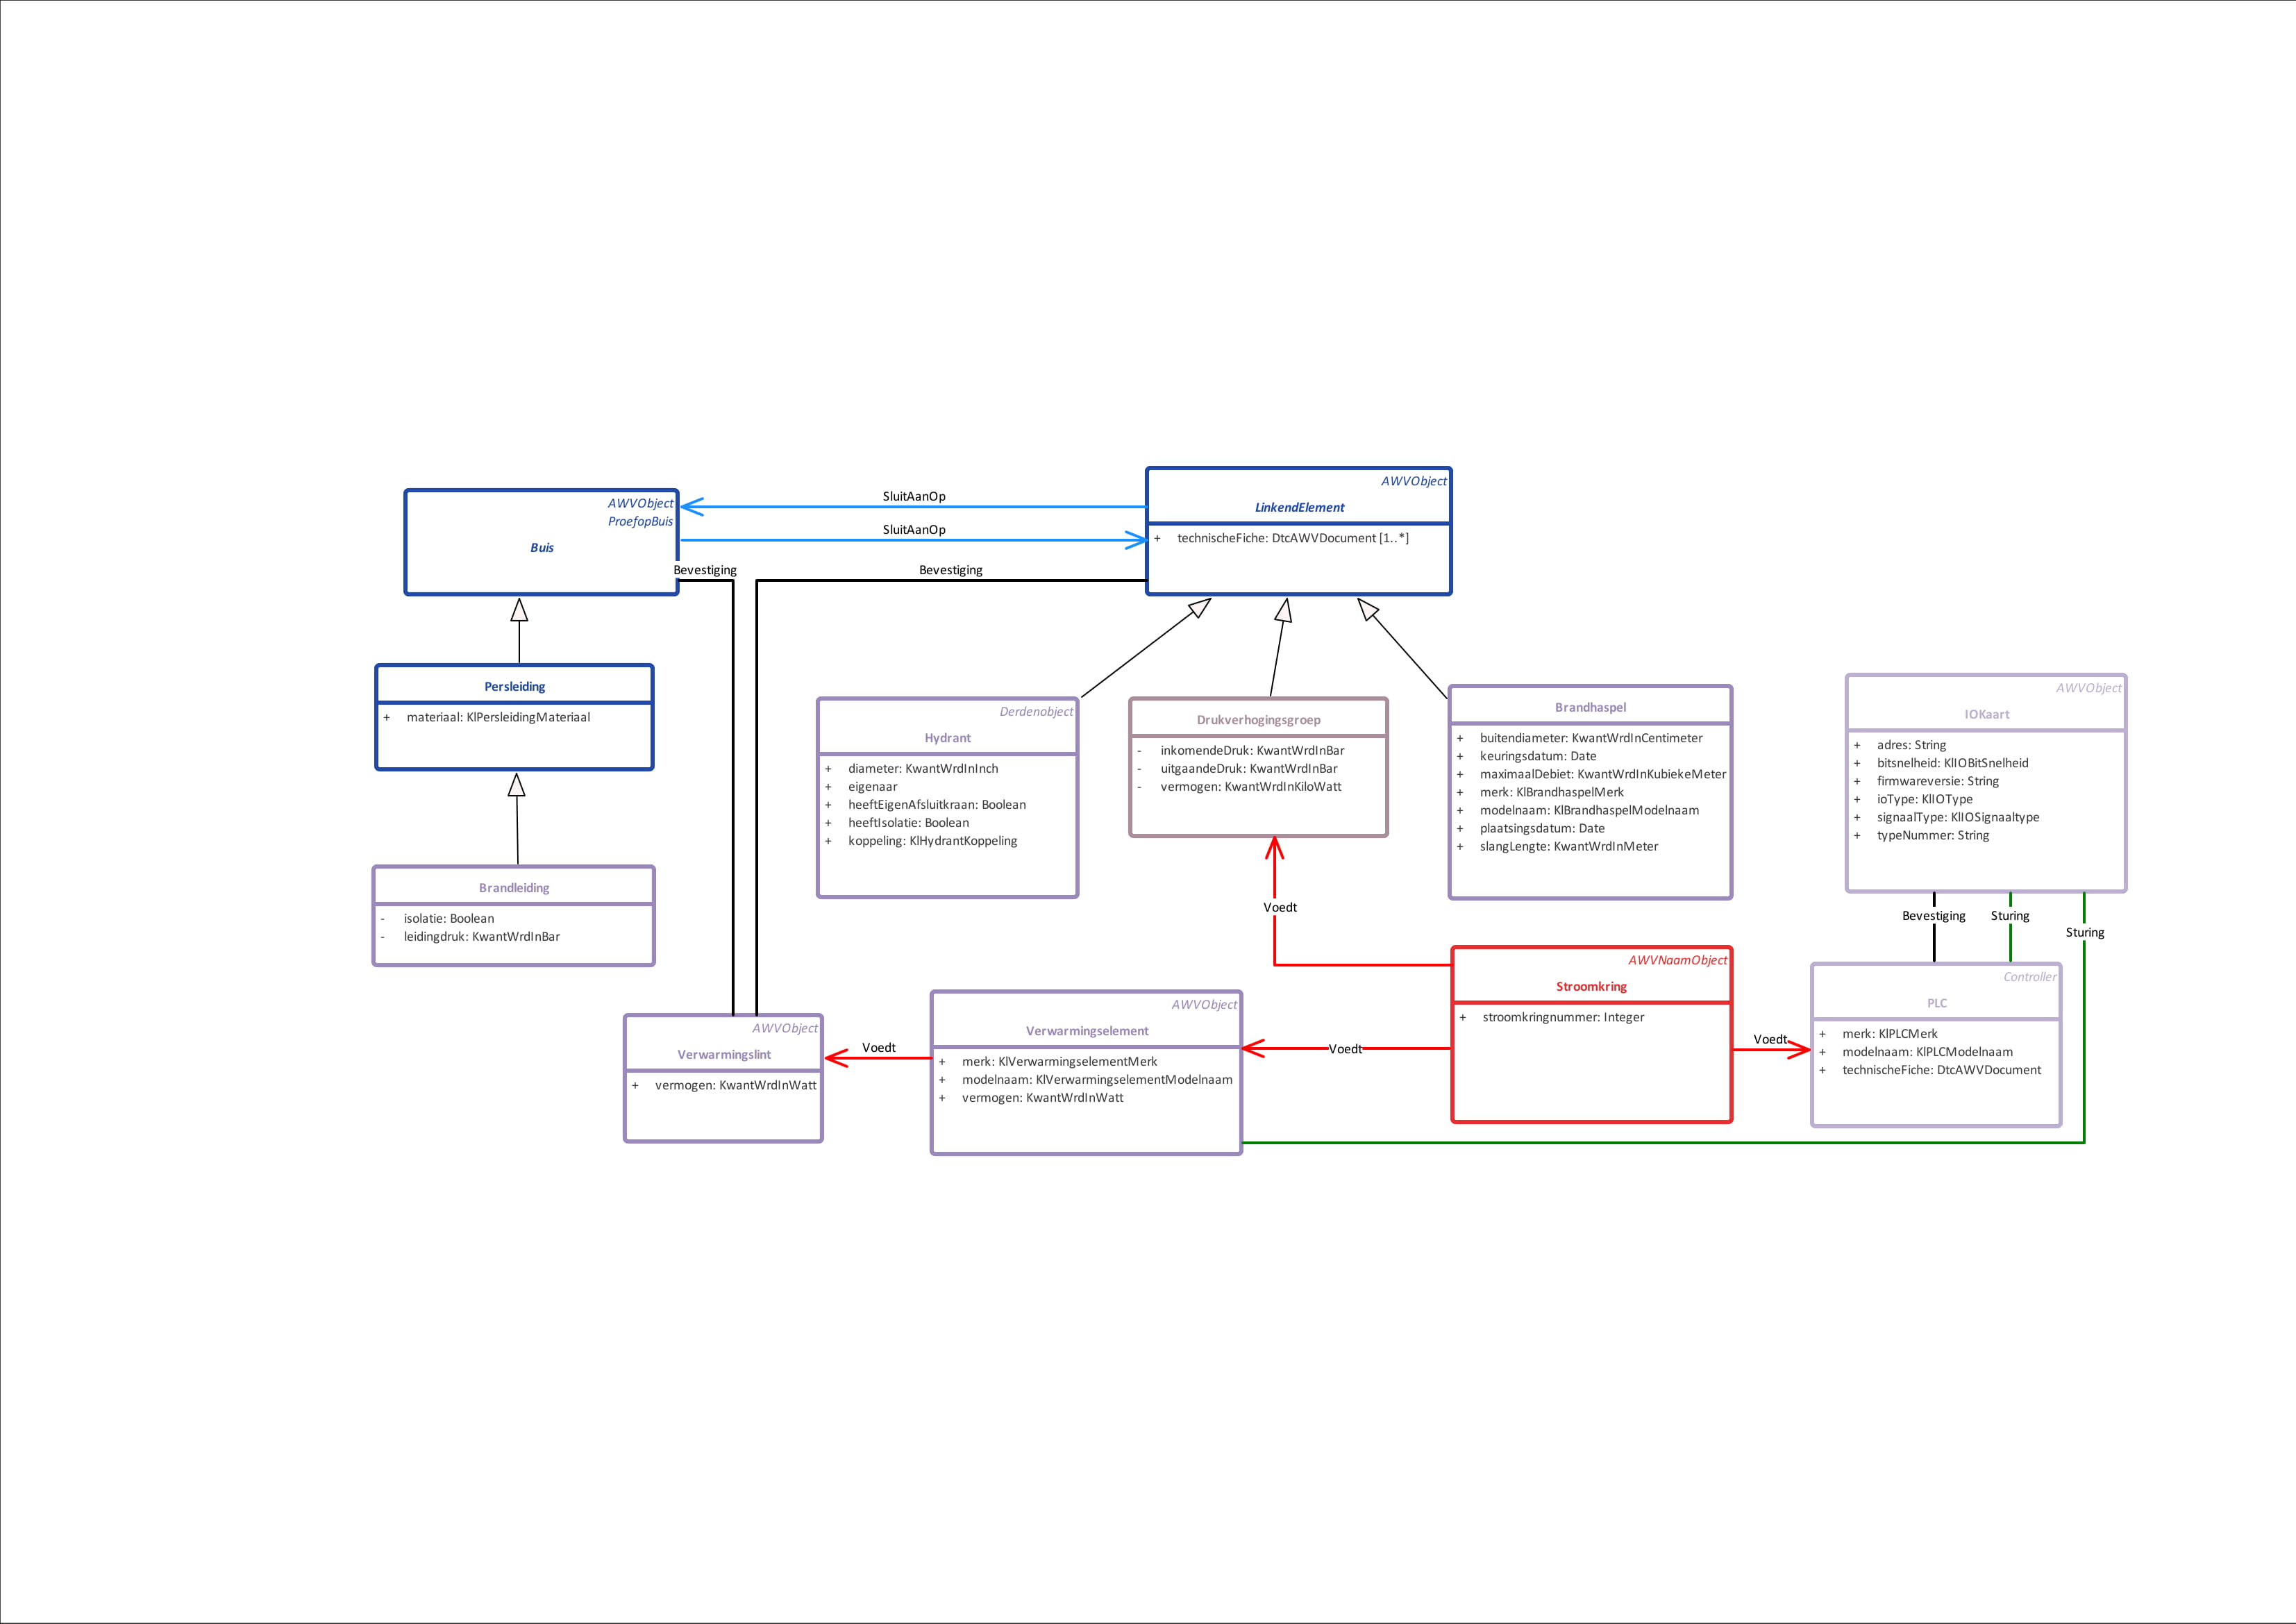 AWVObject
ProefopBuis
Buis
SluitAanOp
SluitAanOp
Bevestiging
Bevestiging
AWVObject
LinkendElement
+ technischeFiche: DtcAWVDocument [1..*]
Persleiding
+ materiaal: KlPersleidingMateriaal
Brandleiding
- isolatie: Boolean
- leidingdruk: KwantWrdInBar
Derdenobject
Hydrant
+ diameter: KwantWrdInInch
+ eigenaar
+ heeftEigenAfsluitkraan: Boolean
+ heeftIsolatie: Boolean
+ koppeling: KlHydrantKoppeling
Drukverhogingsgroep
- inkomendeDruk: KwantWrdInBar
- uitgaandeDruk: KwantWrdInBar
- vermogen: KwantWrdInKiloWatt
Brandhaspel
+ buitendiameter: KwantWrdInCentimeter
+ keuringsdatum: Date
+ maximaalDebiet: KwantWrdInKubiekeMeter
+ merk: KlBrandhaspelMerk
+ modelnaam: KlBrandhaspelModelnaam
+ plaatsingsdatum: Date
+ slangLengte: KwantWrdInMeter
AWVObject
IOKaart
+ adres: String
+ bitsnelheid: KlIOBitSnelheid
+ firmwareversie: String
+ ioType: KlIOType
+ signaalType: KlIOSignaaltype
+ typeNummer: String
Voedt
Bevestiging
Sturing
Sturing
AWVObject
Verwarmingslint
+ vermogen: KwantWrdInWatt
Voedt
AWVObject
Verwarmingselement
+ merk: KlVerwarmingselementMerk
+ modelnaam: KlVerwarmingselementModelnaam
+ vermogen: KwantWrdInWatt
Voedt
AWVNaamObject
Stroomkring
+ stroomkringnummer: Integer
Voedt
Controller
PLC
+ merk: KlPLCMerk
+ modelnaam: KlPLCModelnaam
+ technischeFiche: DtcAWVDocument